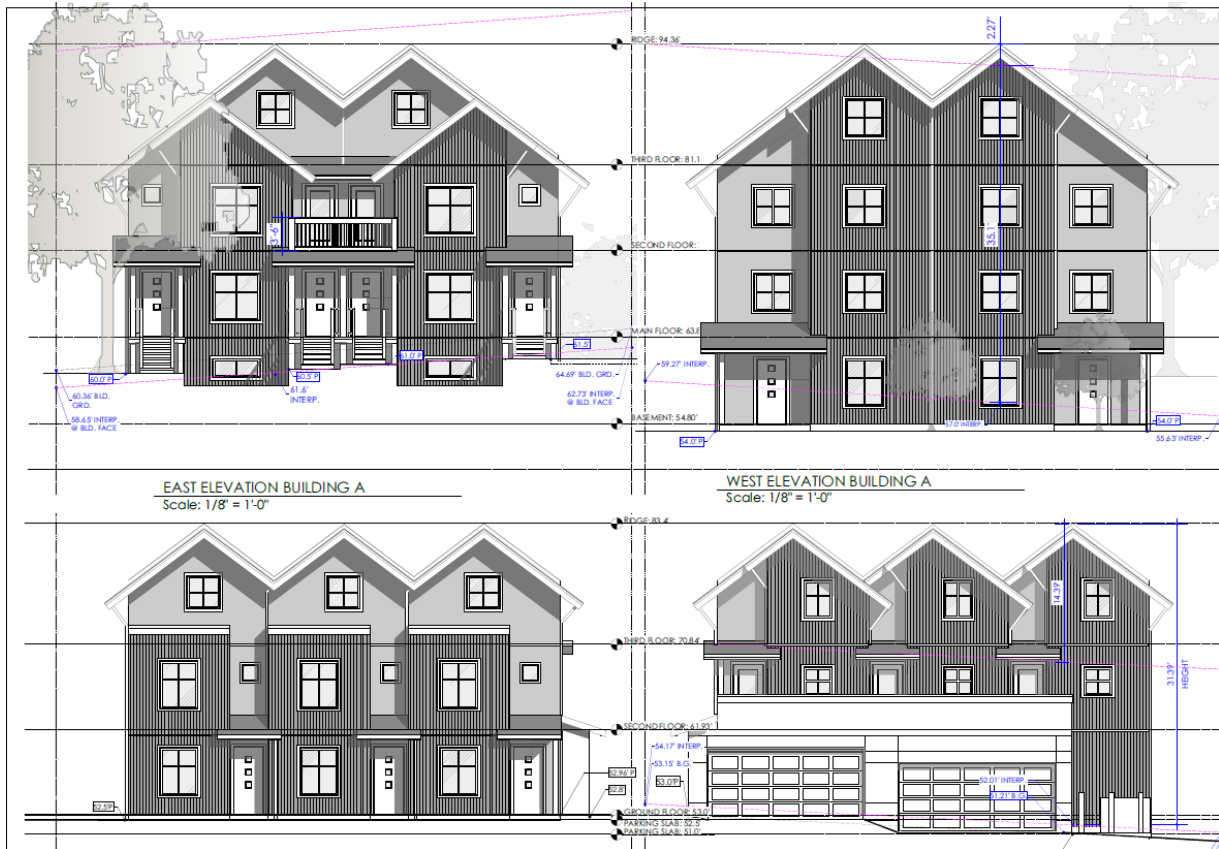 2.27'
RIDGE: 94.36'
THIRD FLOOR: 81.1
3'-6"
35.1'
SECOND FLOOR:
MAIN FLOOR: 63.8
61.5'
61.0' P
59.27' INTERP.
60.0' P
60.5' P
64.69' BLD. GRD.
60.36' BLD.
GRD.
61.6'
INTERP.
62.73' INTERP.
@ BLD. FACE
58.65' INTERP.
@ BLD. FACE
BASEMENT: 54.80'
57.0' INTERP.
54.0' P
54.0' P
55.63' INTERP.
EAST ELEVATION BUILDING A
Scale: 1/8" = 1'-0"
WEST ELEVATION BUILDING A
Scale: 1/8" = 1'-0"
RIDGE: 83.4'
14.39'
THIRD FLOOR: 70.84'
31.39'
HEIGHT
SECOND FLOOR: 61.93'
54.17' INTERP.
53.15' B.G.
52.96' P
53.0'P
52.01' INTERP.
52.8'
51.21' B.G.
52.5'P
GROUND FLOOR: 53.0'
PARKING SLAB: 52.5'
PARKING SLAB: 51.0'